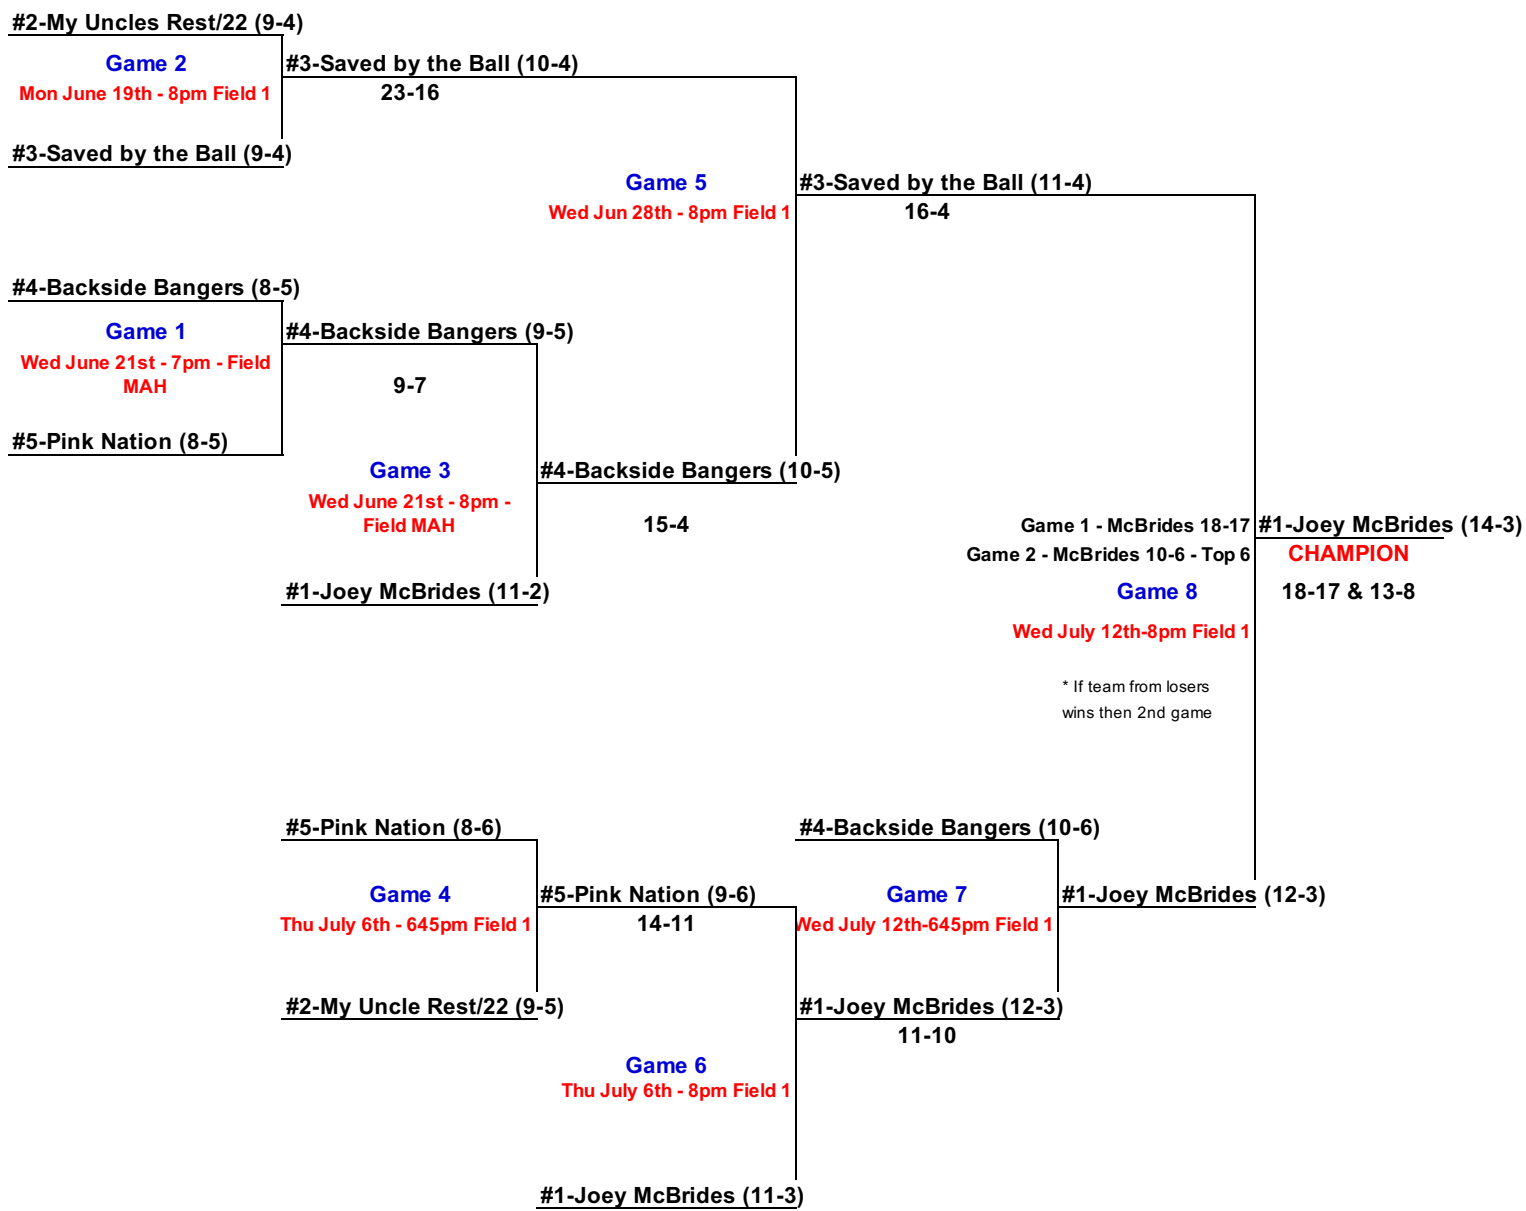 #2-My Uncles Rest/22 (9-4)
Game 2
Mon June 19th - 8pm Field 1
#3-Saved by the Ball (10-4)
23-16
#3-Saved by the Ball (9-4)
Game 5
Wed Jun 28th - 8pm Field 1
#3-Saved by the Ball (11-4)
16-4
#4-Backside Bangers (8-5)
Game 1
Wed June 21st - 7pm - Field
MAH
#4-Backside Bangers (9-5)
9-7
#5-Pink Nation (8-5)
Game 3
Wed June 21st - 8pm -
Field MAH
#4-Backside Bangers (10-5)
15-4
#1-Joey McBrides (11-2)
Game 1 - McBrides 18-17
Game 2 - McBrides 10-6 - Top 6
Game 8
Wed July 12th-8pm Field 1
* If team from losers
wins then 2nd game
#1-Joey McBrides (14-3)
CHAMPION
18-17 & 13-8
#5-Pink Nation (8-6)
Game 4
Thu July 6th - 645pm Field 1
#5-Pink Nation (9-6)
14-11
#2-My Uncle Rest/22 (9-5)
#4-Backside Bangers (10-6)
Game 7
Wed July 12th-645pm Field 1
#1-Joey McBrides (12-3)
#1-Joey McBrides (12-3)
11-10
Game 6
Thu July 6th - 8pm Field 1
#1-Joey McBrides (11-3)